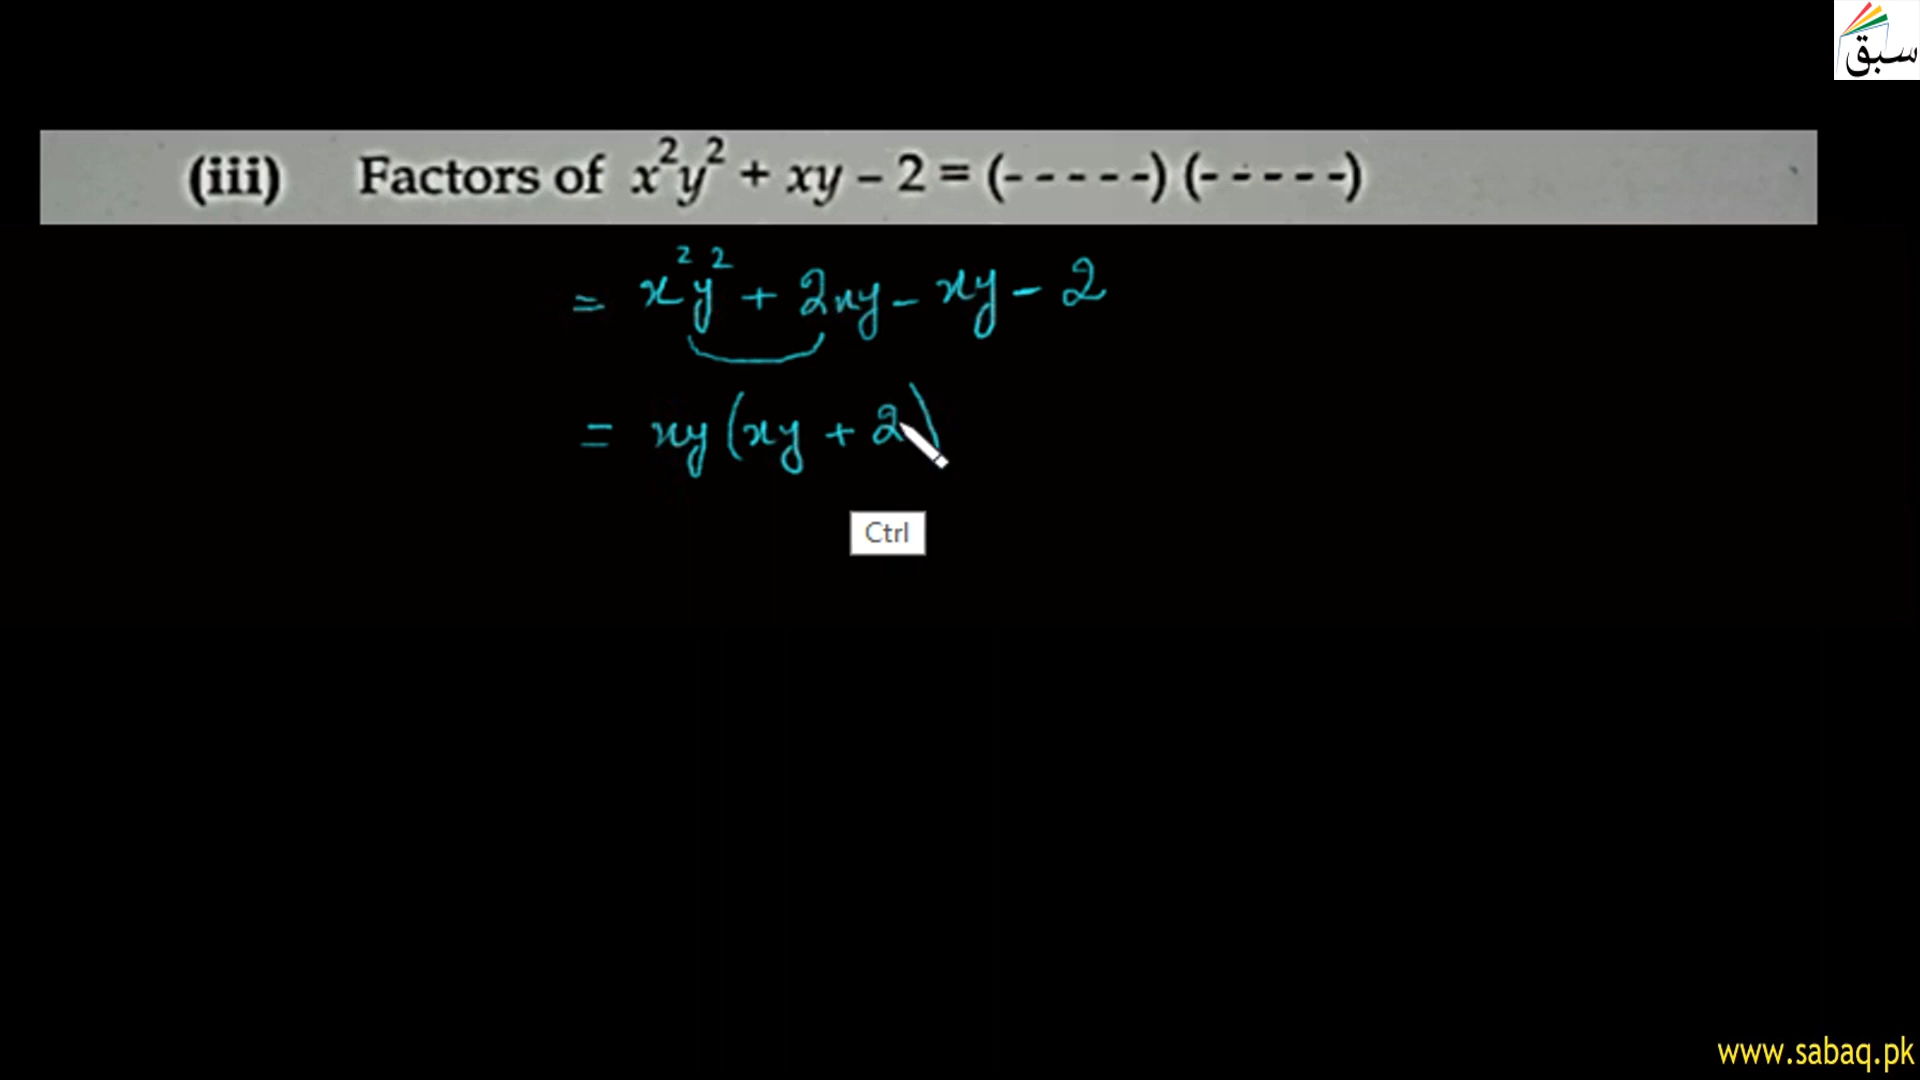 سبق
(iii) Factors of x²y² + xy – 2 = (- - - - -) (- - - - -)
= x²y² + 2xy – xy – 2
= xy (xy + 2)
Ctrl
www.sabaq.pk